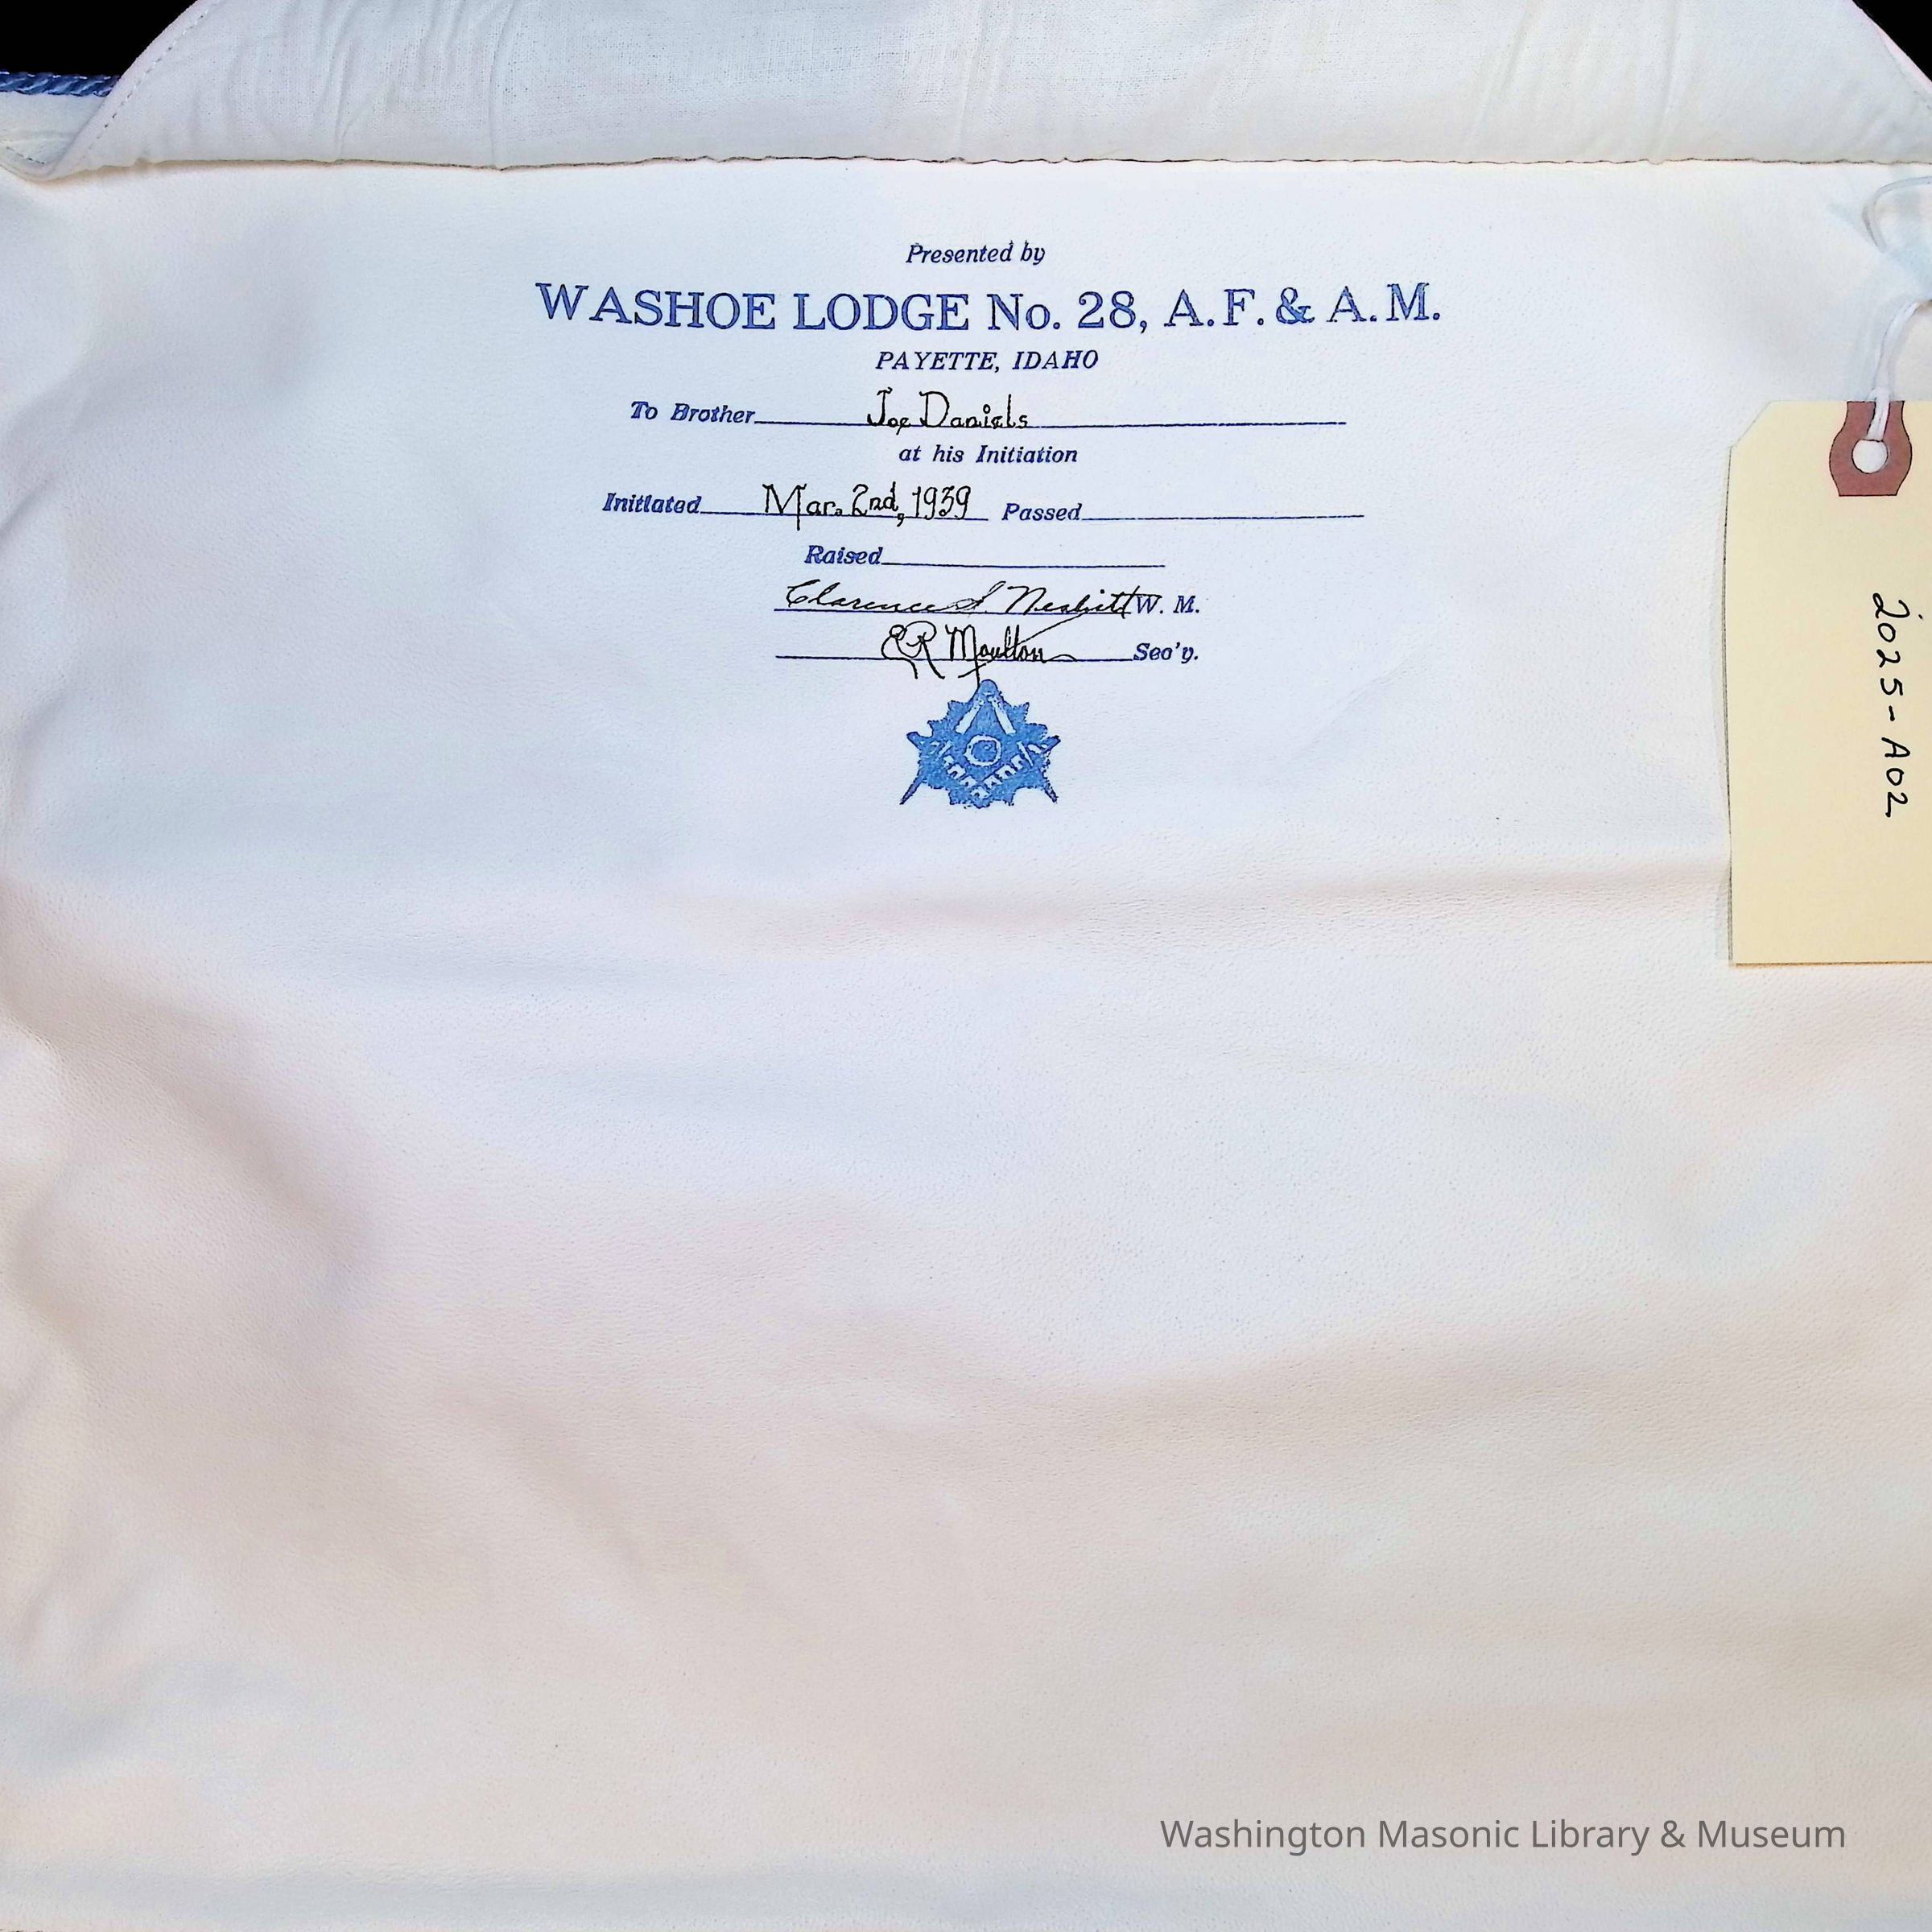 Presented by
WASHOE LODGE No. 28, A.F. & A.M.
PAYETTE, IDAHO
To Brother Joe Daniels
at his Initiation
Initiated Mar. 2nd, 1939 Passed
Raised
Clarence S. Nesbitt W. M.
ER Moulton Sec'y.
2025-A02
Washington Masonic Library & Museum